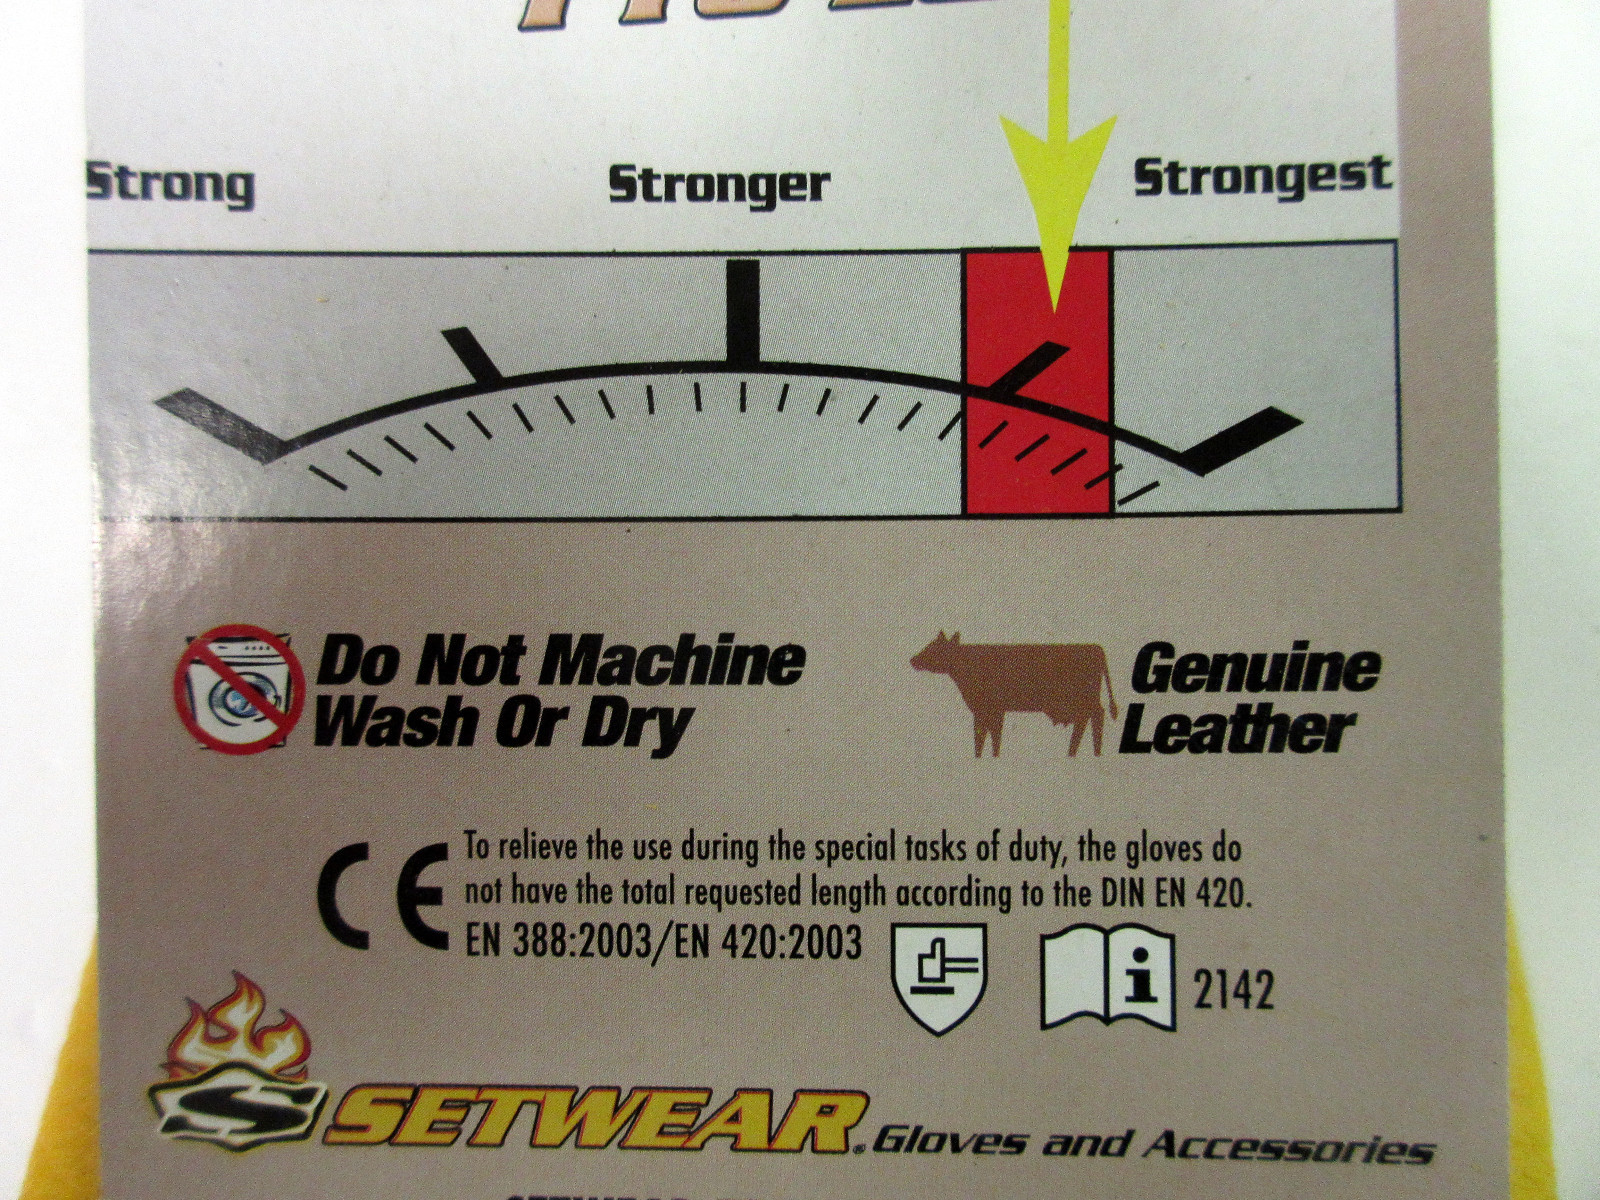 Strong Stronger Strongest
Do Not Machine
Wash Or Dry
Genuine
Leather
CE To relieve the use during the special tasks of duty, the gloves do
not have the total requested length according to the DIN EN 420.
EN 388:2003/EN 420:2003
i 2142
S SETWEAR. Gloves and Accessories